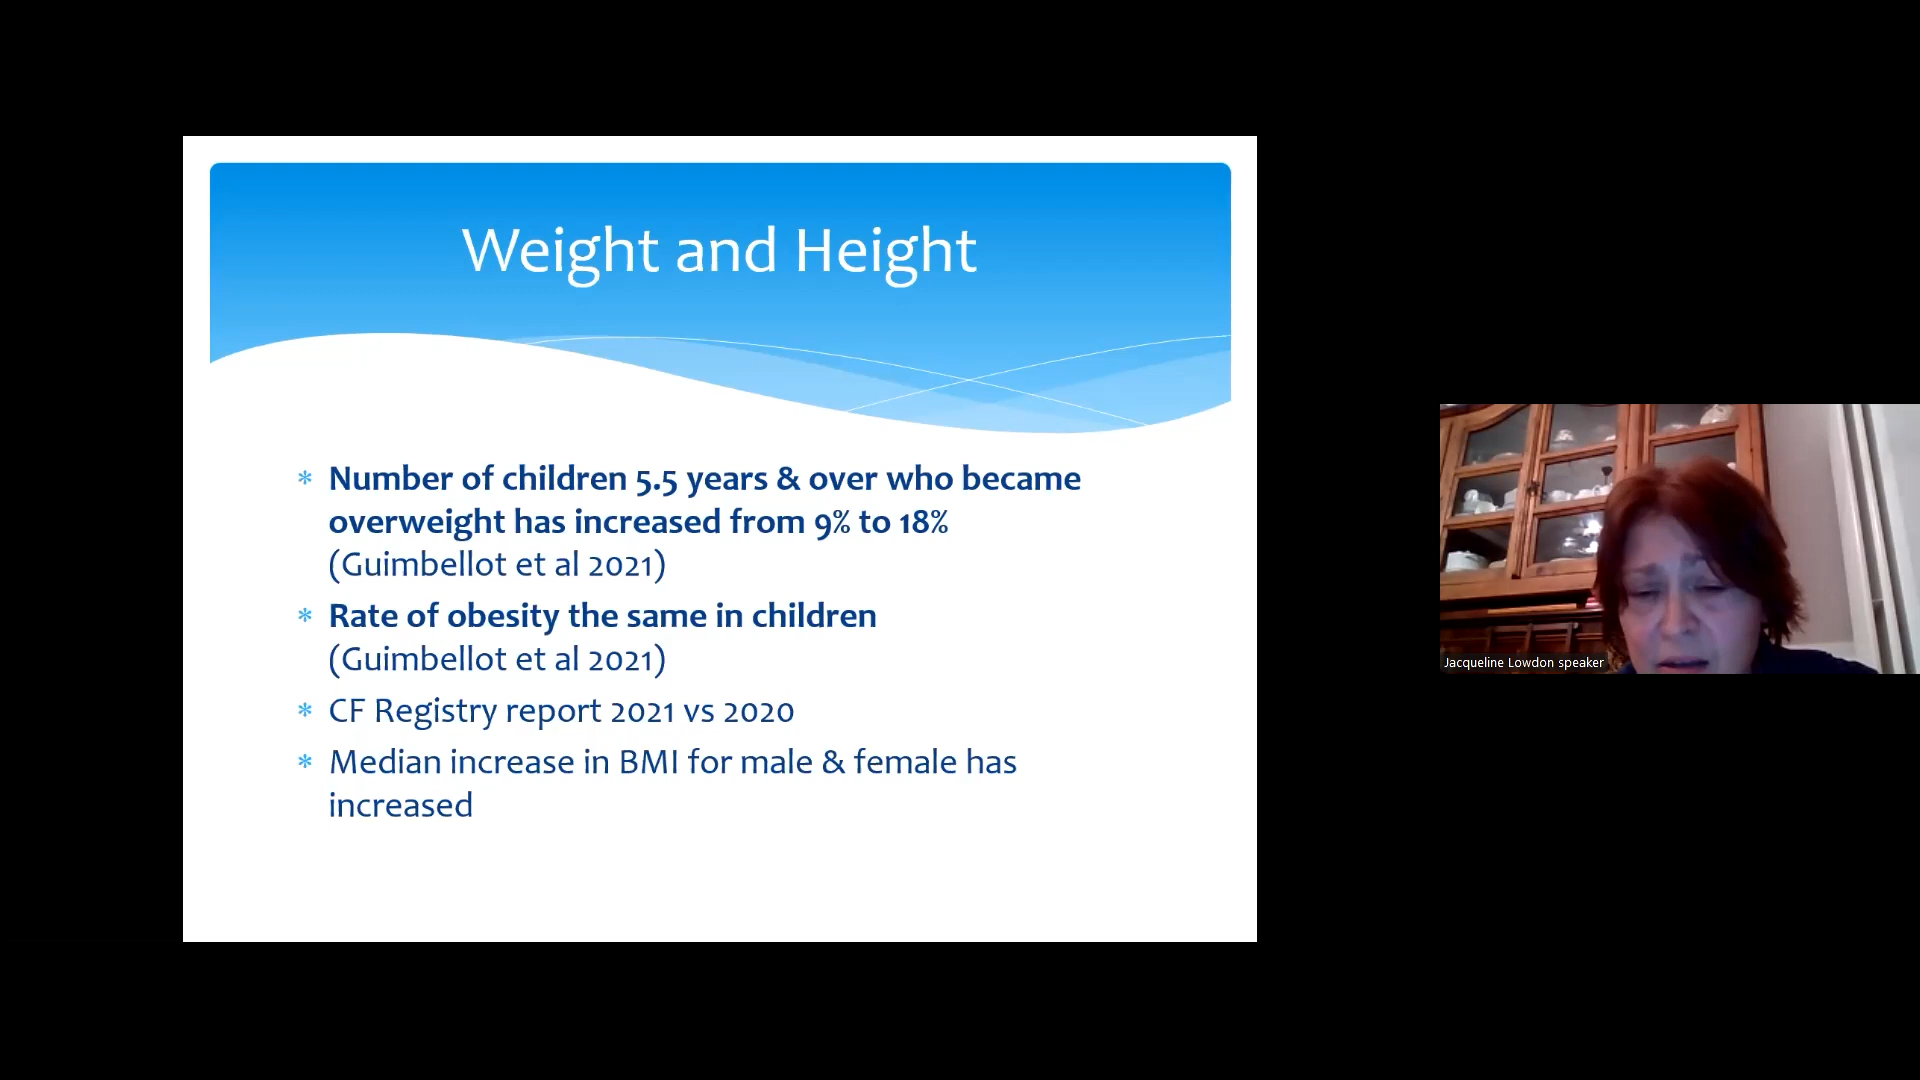 Weight and Height
* Number of children 5.5 years & over who became
overweight has increased from 9% to 18%
(Guimbellot et al 2021)
* Rate of obesity the same in children
(Guimbellot et al 2021)
* CF Registry report 2021 vs 2020
* Median increase in BMI for male & female has
increased
Jacqueline Lowdon speaker